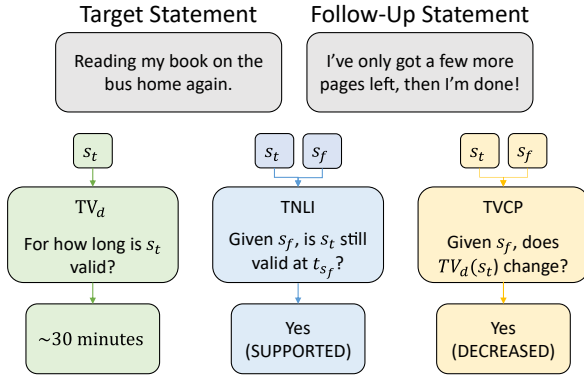 Target Statement
Follow-Up Statement
Reading my book on the
bus home again.
I've only got a few more
pages left, then I'm done!
s_t
s_t s_f
s_t s_f
TV_d
For how long is s_t
valid?
TNLI
Given s_f, is s_t still
valid at t_{s_f}?
TVCP
Given s_f, does
TV_d(s_t) change?
~30 minutes
Yes
(SUPPORTED)
Yes
(DECREASED)